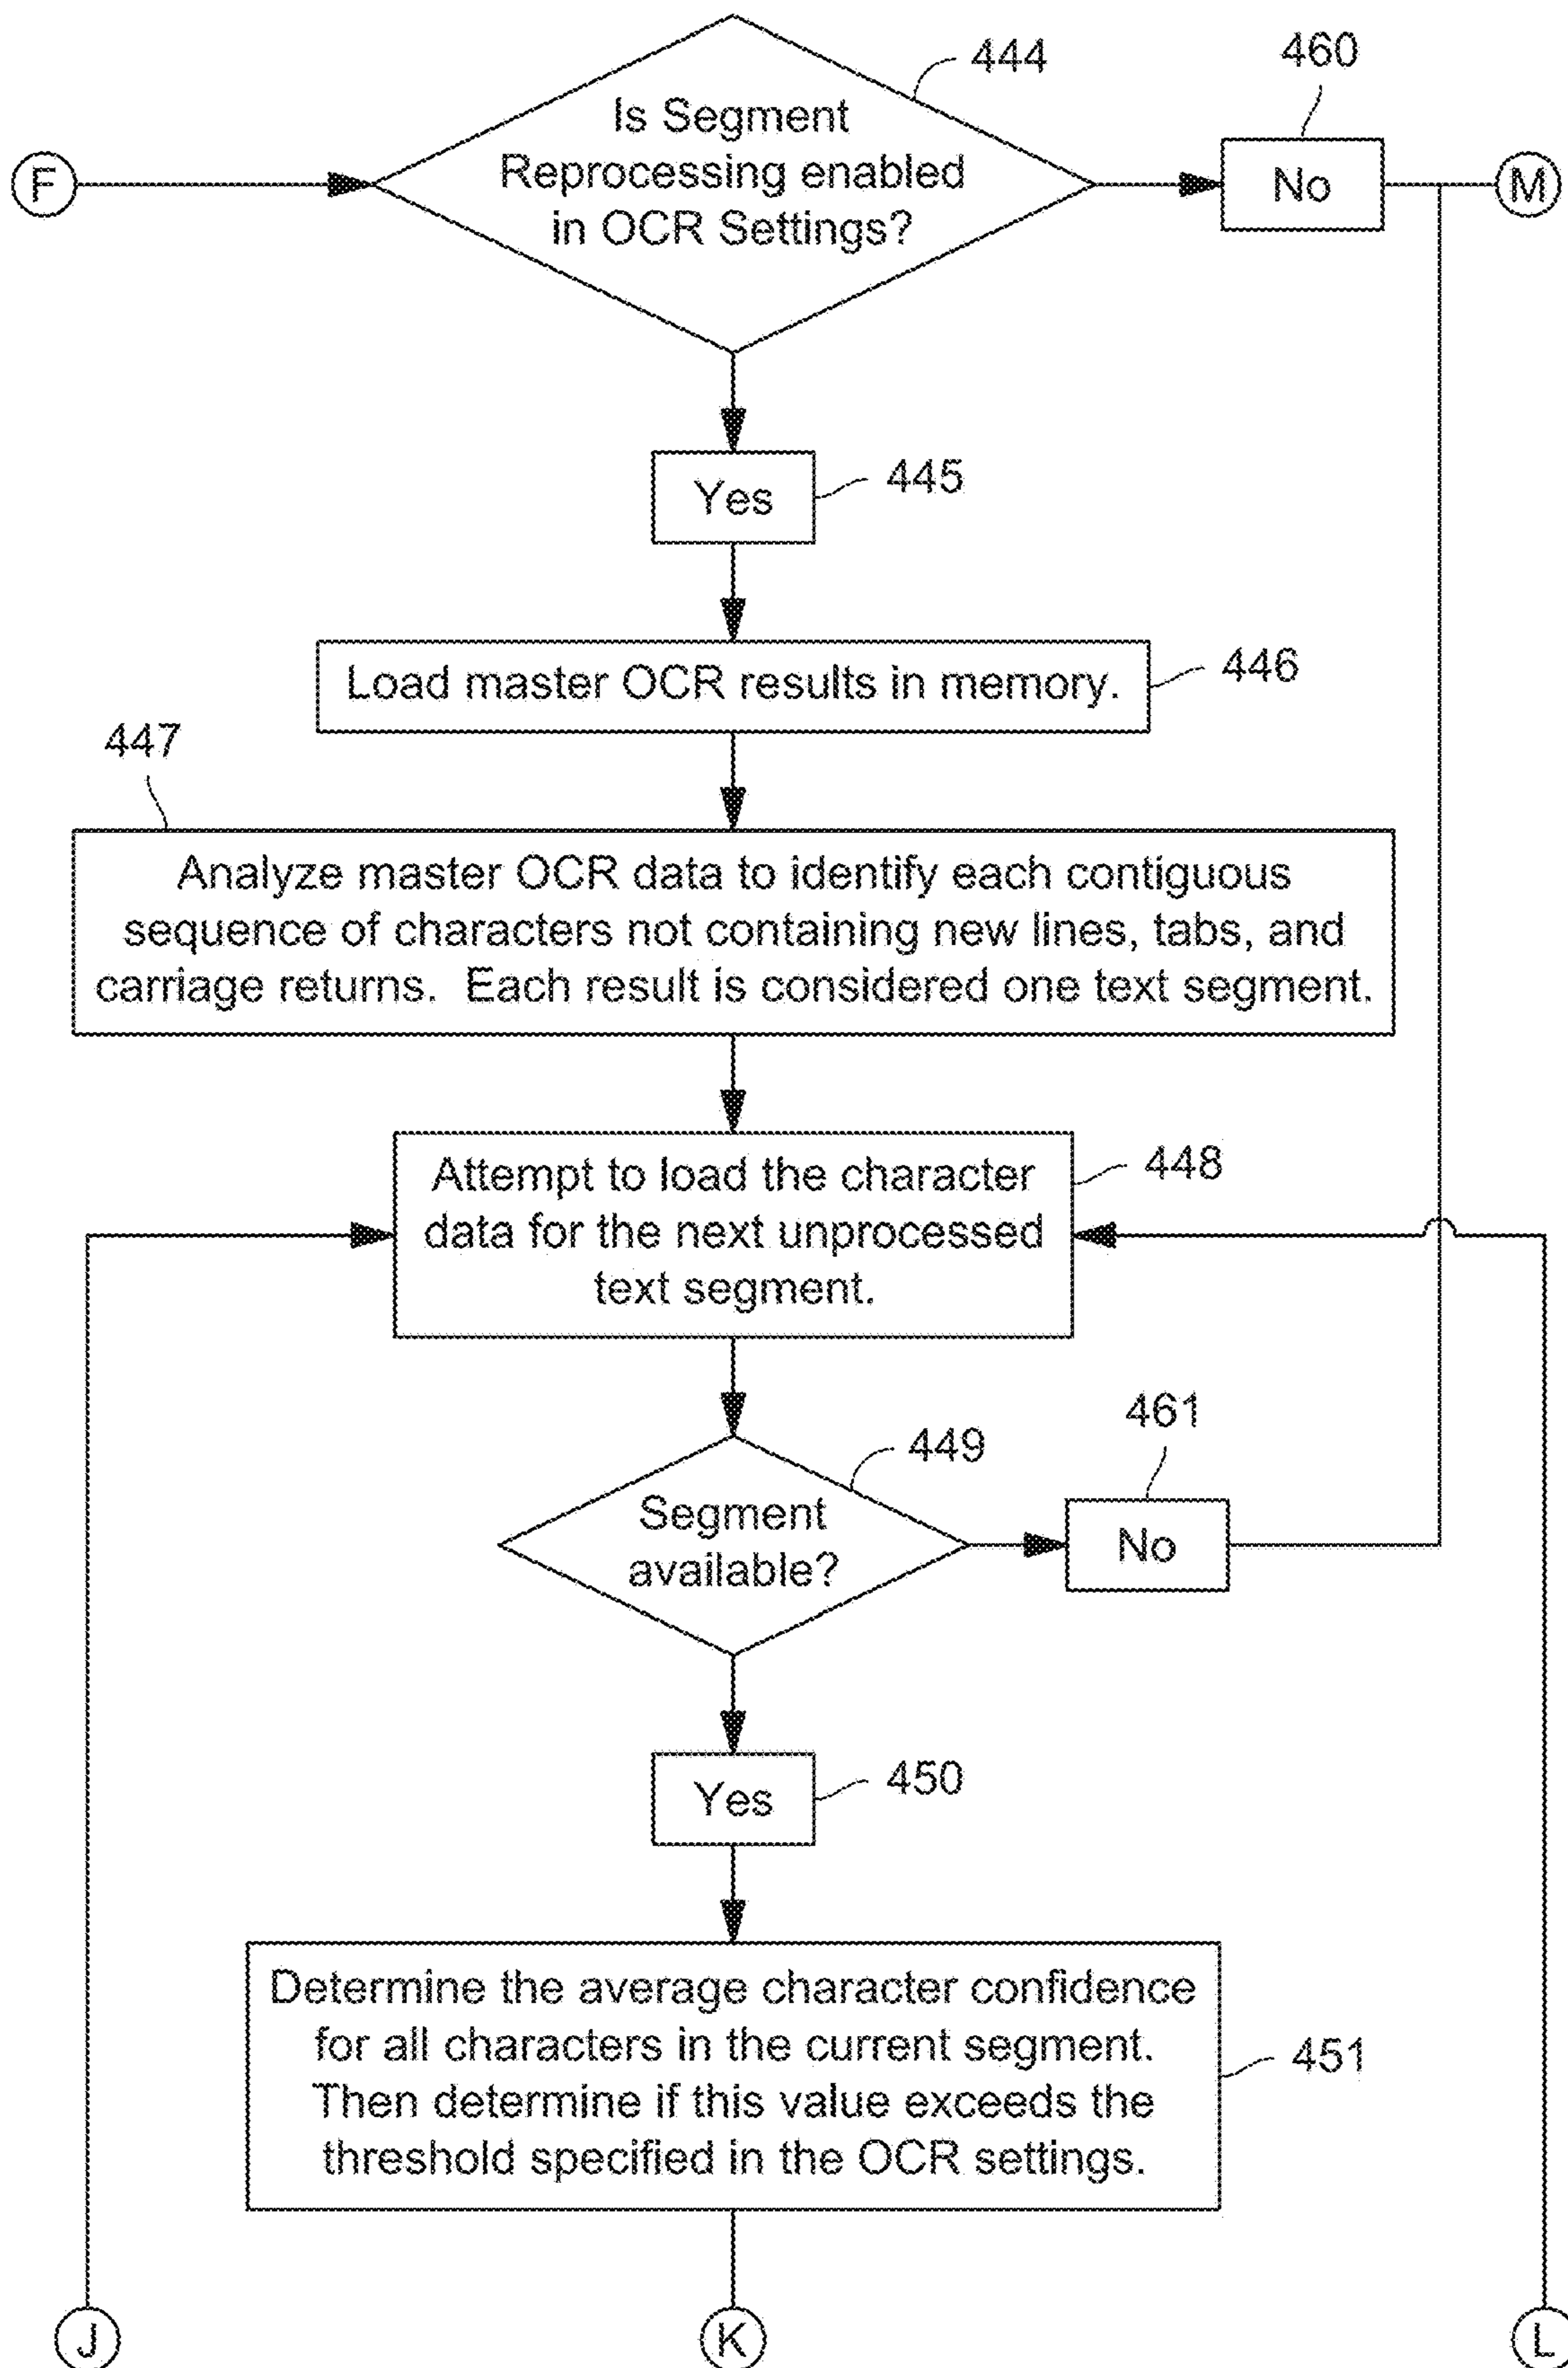 444
460
Is Segment
Reprocessing enabled
in OCR Settings?
F
No
M
Yes
445
Load master OCR results in memory.
446
447
Analyze master OCR data to identify each contiguous
sequence of characters not containing new lines, tabs, and
carriage returns.  Each result is considered one text segment.
Attempt to load the character
data for the next unprocessed
text segment.
448
449
461
Segment
available?
No
Yes
450
Determine the average character confidence
for all characters in the current segment.
Then determine if this value exceeds the
threshold specified in the OCR settings.
451
J
K
L